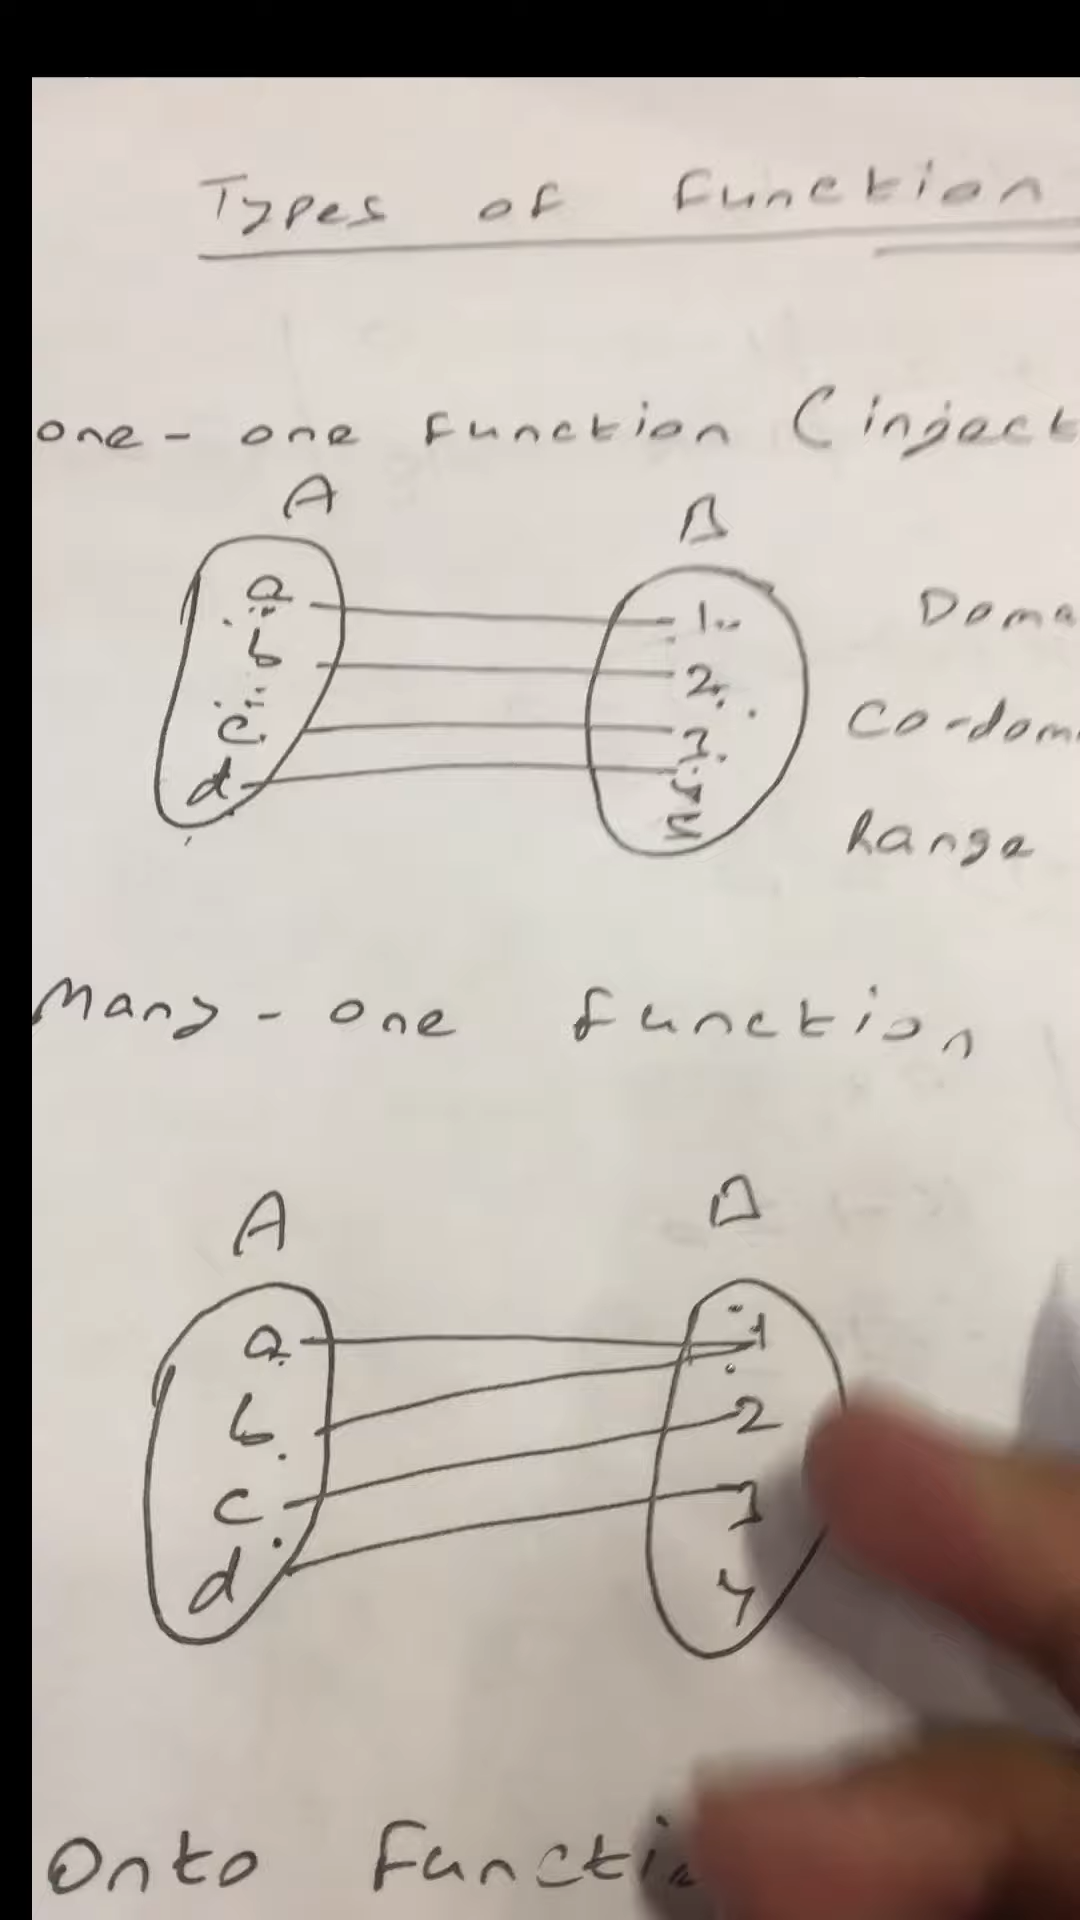 Types of function
one - one function (inject
A
B
a
1
Doma
b
2
c
3
Co-dom
d
5
Range
Many - one function
A
B
a
1
b
2
c
3
d
4
Onto functi